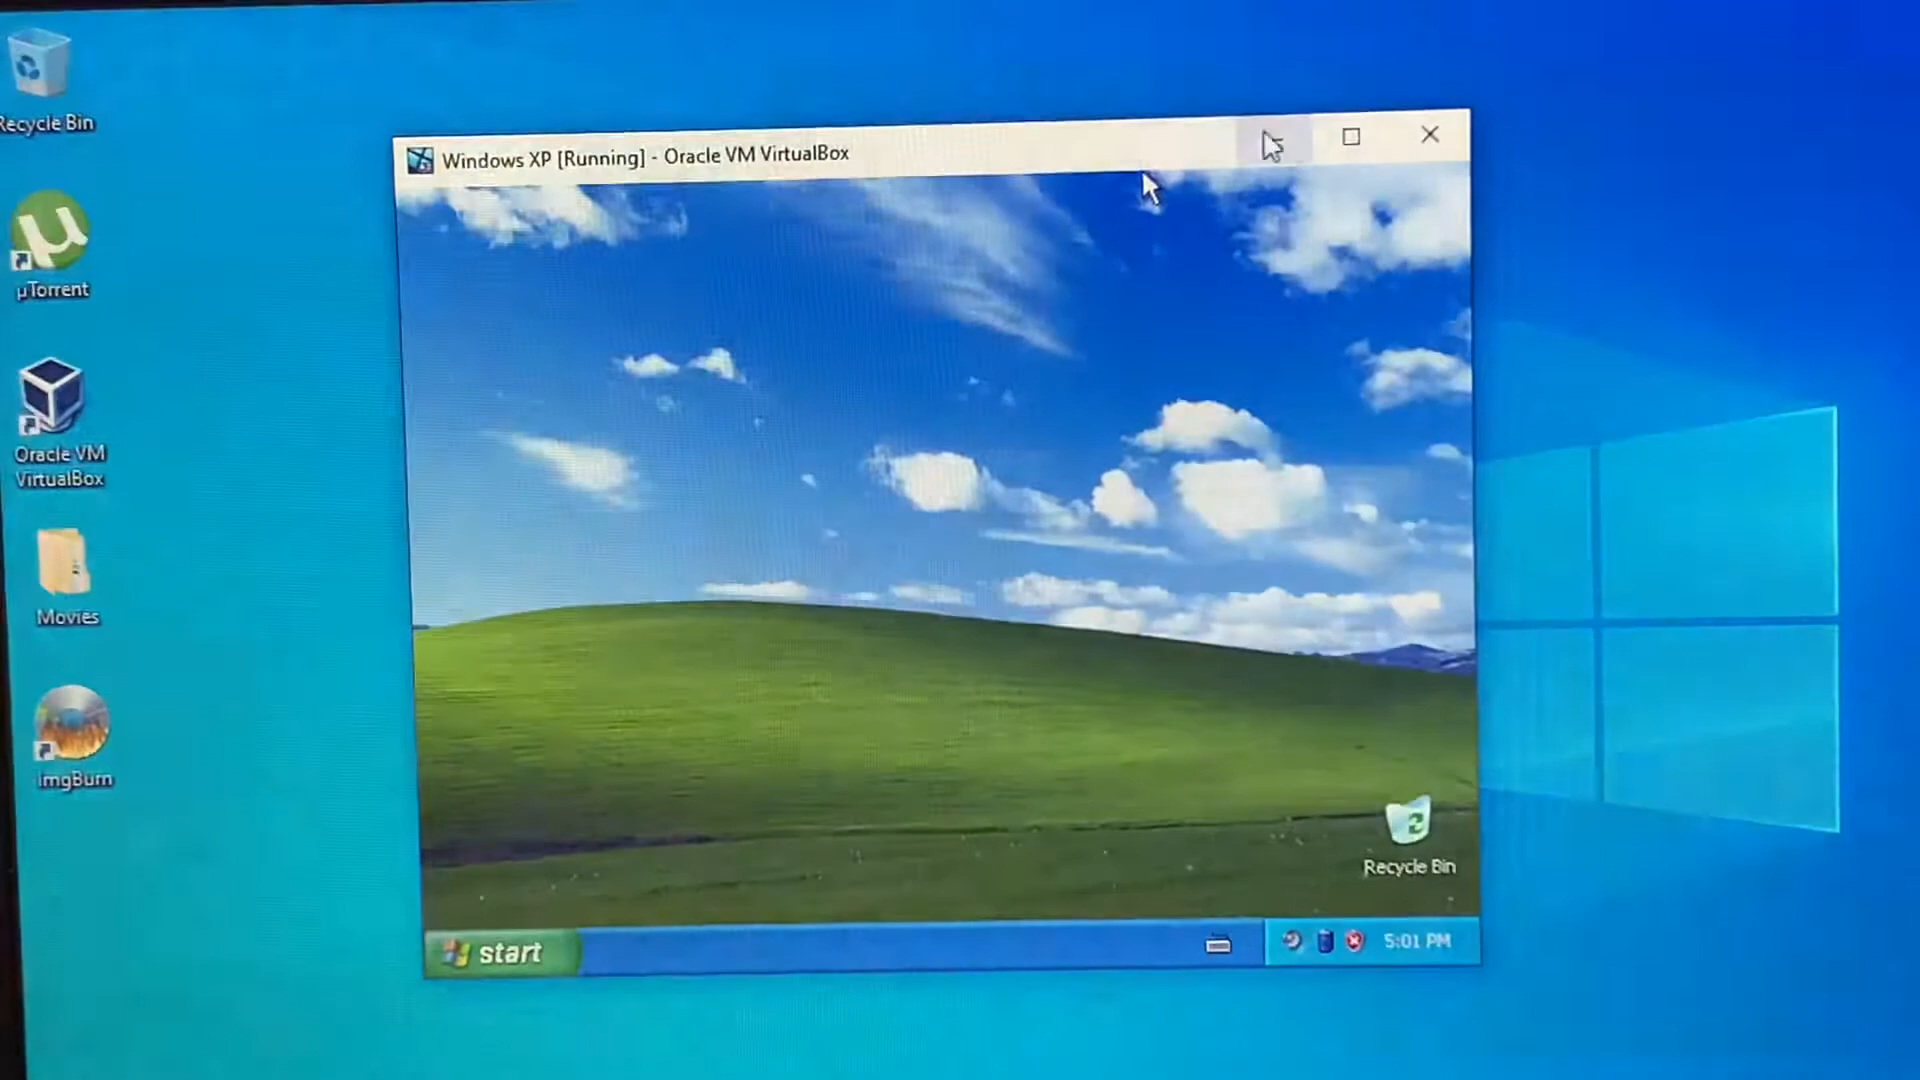 Recycle Bin
µTorrent
Oracle VM
VirtualBox
Movies
ImgBurn
Windows XP [Running] - Oracle VM VirtualBox
Recycle Bin
start
5:01 PM